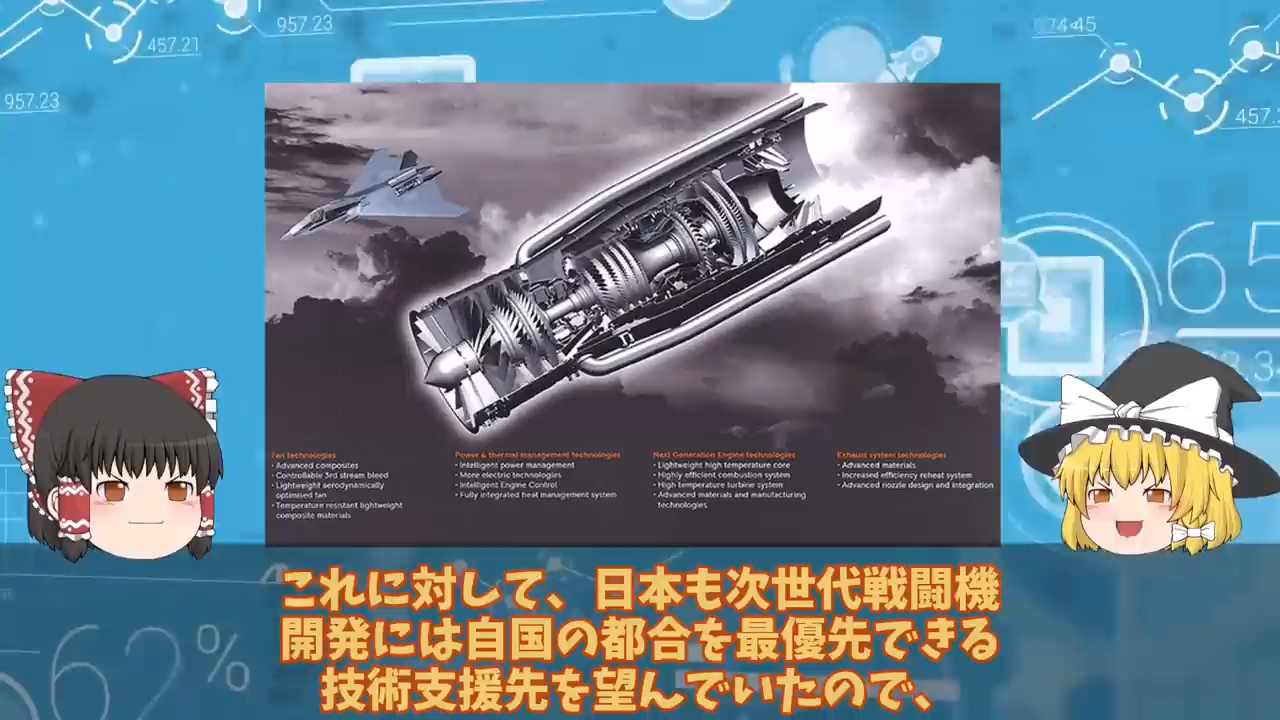 957.23
457.21
957.23
457.
65
62%
Fan technologies
· Advanced composites
· Controllable 3rd stream bleed
· Lightweight aerodynamically
optimised fan
· Temperature resistant lightweight
composite materials
Power & thermal management technologies
· Intelligent power management
· More electric technologies
· Intelligent Engine Control
· Fully integrated heat management system
Next Generation Engine technologies
· Lightweight high temperature core
· Highly efficient combustion system
· High temperature turbine system
· Advanced materials and manufacturing
technologies
Exhaust system technologies
· Advanced materials
· Increased efficiency reheat system
· Advanced nozzle design and integration
これに対して、日本も次世代戦闘機
開発には自国の都合を最優先できる
技術支援先を望んでいたので、